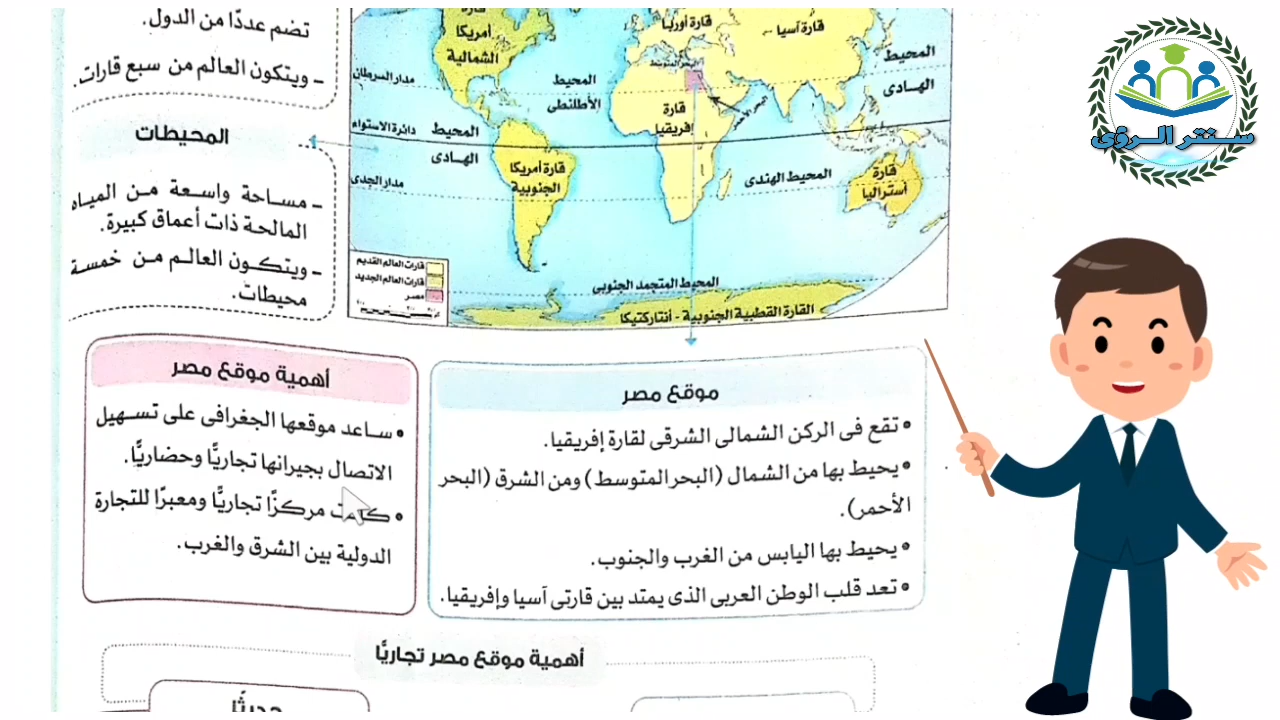 تضم عددًا من الدول.
– ويتكون العالم من سبع قارات.
المحيطات
– مساحة واسعة من المياه
المالحة ذات أعماق كبيرة.
– ويتكون العالم من خمسة
محيطات.
قارة
أمريكا
الشمالية
قارة أوربا
قارة آسيا
البحر المتوسط
المحيط
الهادى
مدار السرطان
المحيط
الأطلنطى
قارة
إفريقيا
دائرة الاستواء
المحيط
الهادى
قارة أمريكا
الجنوبية
مدار الجدى
المحيط الهندى
قارة
أستراليا
المحيط المتجمد الجنوبى
القارة القطبية الجنوبية - أنتاركتيكا
قارات العالم القديم
قارات العالم الجديد
مصر
سنتر الرؤى
موقع مصر
• تقع فى الركن الشمالى الشرقى لقارة إفريقيا.
• يحيط بها من الشمال (البحر المتوسط) ومن الشرق (البحر
الأحمر).
• يحيط بها اليابس من الغرب والجنوب.
• تعد قلب الوطن العربى الذى يمتد بين قارتى آسيا وإفريقيا.
أهمية موقع مصر
• ساعد موقعها الجغرافى على تسهيل
الاتصال بجيرانها تجاريًّا وحضاريًّا.
• كانت مركزًا تجاريًّا ومعبرًا للتجارة
الدولية بين الشرق والغرب.
أهمية موقع مصر تجاريًّا
حديثًا